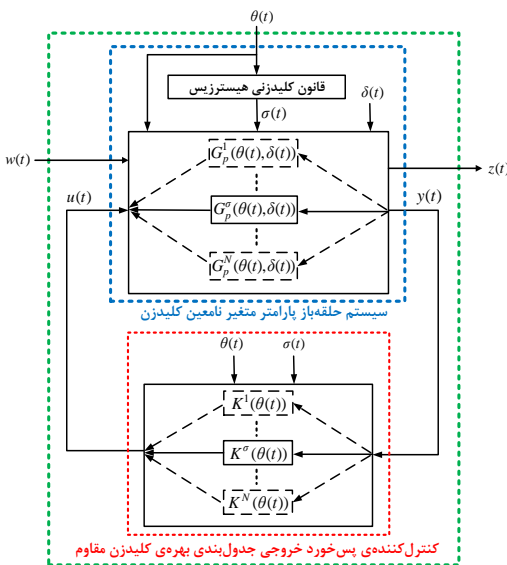 θ(t)
قانون کلیدزنی هیسترزیس
δ(t)
σ(t)
w(t)
G_p^1(θ(t),δ(t))
z(t)
u(t)
y(t)
G_p^σ(θ(t),δ(t))
G_p^N(θ(t),δ(t))
سیستم حلقه‌باز پارامتر متغیر نامعین کلیدزن
θ(t)
σ(t)
K^1(θ(t))
K^σ(θ(t))
K^N(θ(t))
کنترل‌کننده‌ی پس‌خورد خروجی جدول‌بندی بهره‌ی کلیدزن مقاوم